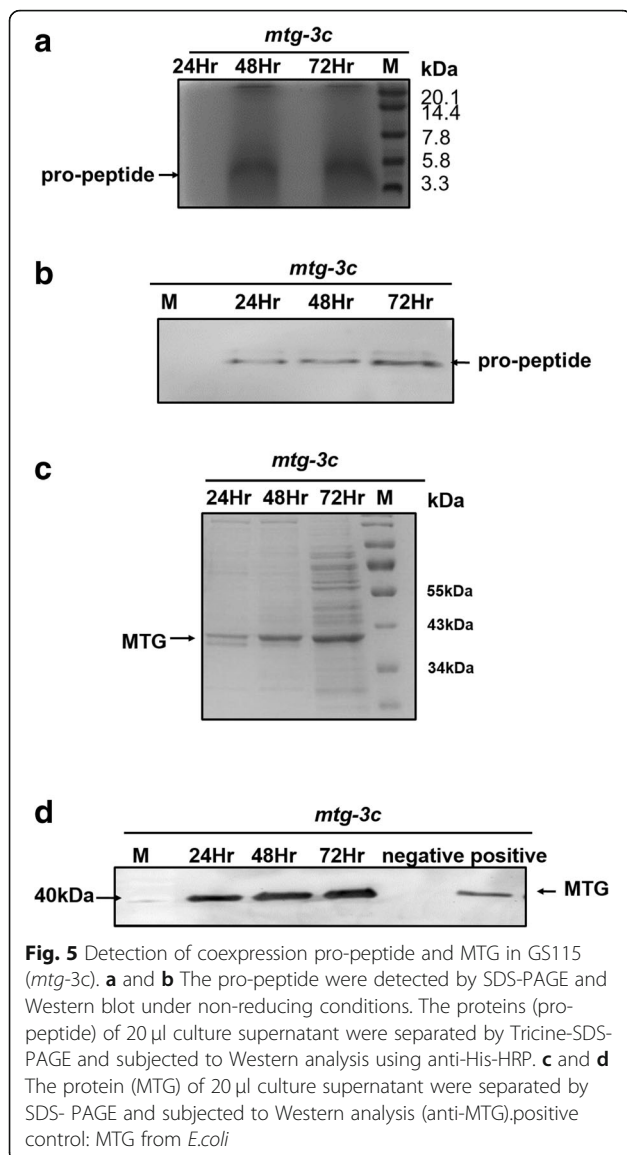 a
mtg-3c
24Hr 48Hr 72Hr M kDa
20.1
14.4
7.8
pro-peptide 5.8
3.3
b
mtg-3c
M 24Hr 48Hr 72Hr
pro-peptide
c
mtg-3c
24Hr 48Hr 72Hr M kDa
55kDa
43kDa
MTG
34kDa
d
mtg-3c
M 24Hr 48Hr 72Hr negative positive
40kDa MTG
Fig. 5 Detection of coexpression pro-peptide and MTG in GS115
(mtg-3c). a and b The pro-peptide were detected by SDS-PAGE and
Western blot under non-reducing conditions. The proteins (pro-
peptide) of 20 μl culture supernatant were separated by Tricine-SDS-
PAGE and subjected to Western analysis using anti-His-HRP. c and d
The protein (MTG) of 20 μl culture supernatant were separated by
SDS- PAGE and subjected to Western analysis (anti-MTG).positive
control: MTG from E.coli